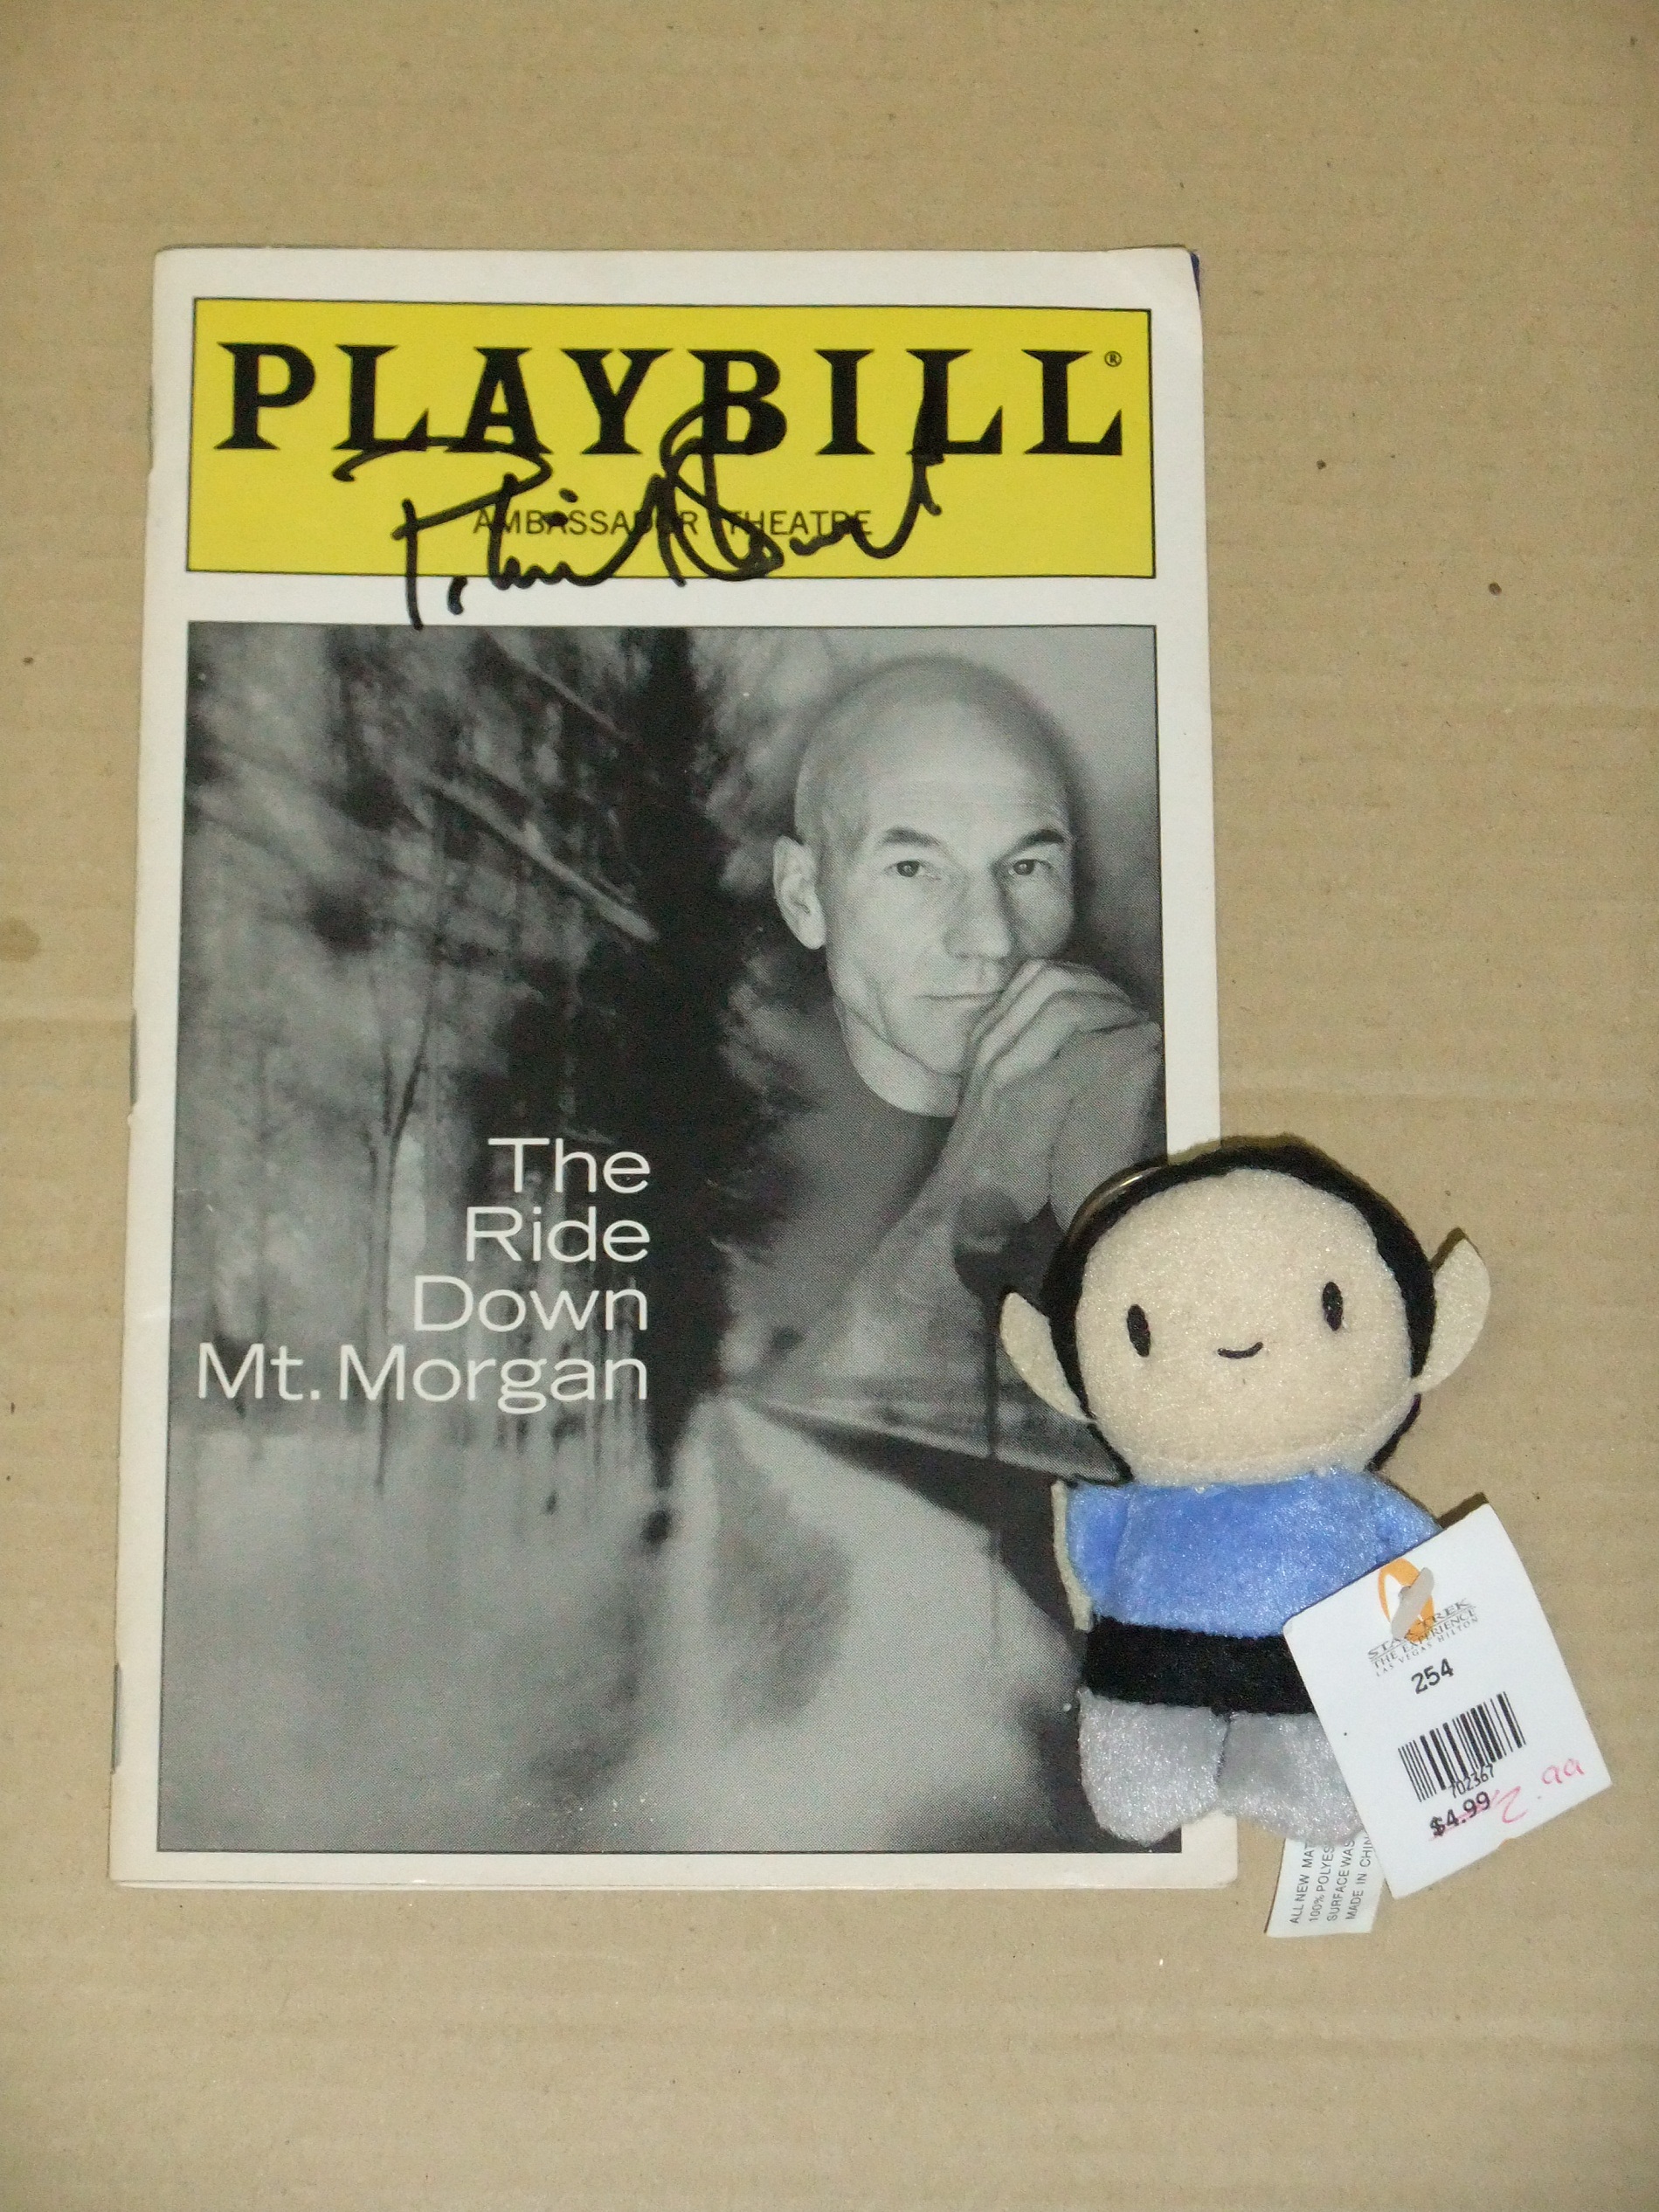 PLAYBILL®
AMBASSADOR THEATRE
The
Ride
Down
Mt. Morgan
STAR TREK
THE EXPERIENCE
LAS VEGAS HILTON
254
702367
$4.99
2.99
ALL NEW MAT
100% POLYES
SURFACE WAS
MADE IN CHIN